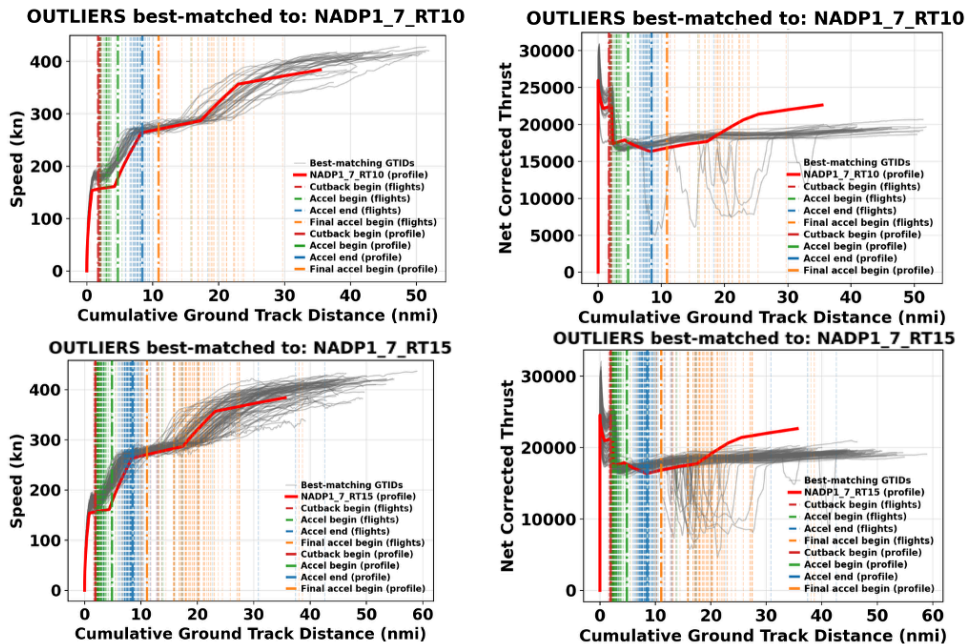 OUTLIERS best-matched to: NADP1_7_RT10
Speed (kn)
400
300
200
100
0
Best-matching GTIDs
NADP1_7_RT10 (profile)
Cutback begin (flights)
Accel begin (flights)
Accel end (flights)
Final accel begin (flights)
Cutback begin (profile)
Accel begin (profile)
Accel end (profile)
Final accel begin (profile)
0 10 20 30 40 50
Cumulative Ground Track Distance (nmi)
OUTLIERS best-matched to: NADP1_7_RT10
Net Corrected Thrust
30000
25000
20000
15000
10000
5000
0
Best-matching GTIDs
NADP1_7_RT10 (profile)
Cutback begin (flights)
Accel begin (flights)
Accel end (flights)
Final accel begin (flights)
Cutback begin (profile)
Accel begin (profile)
Accel end (profile)
Final accel begin (profile)
0 10 20 30 40 50
Cumulative Ground Track Distance (nmi)
OUTLIERS best-matched to: NADP1_7_RT15
Speed (kn)
400
300
200
100
0
Best-matching GTIDs
NADP1_7_RT15 (profile)
Cutback begin (flights)
Accel begin (flights)
Accel end (flights)
Final accel begin (flights)
Cutback begin (profile)
Accel begin (profile)
Accel end (profile)
Final accel begin (profile)
0 10 20 30 40 50 60
Cumulative Ground Track Distance (nmi)
OUTLIERS best-matched to: NADP1_7_RT15
Net Corrected Thrust
30000
20000
10000
0
Best-matching GTIDs
NADP1_7_RT15 (profile)
Cutback begin (flights)
Accel begin (flights)
Accel end (flights)
Final accel begin (flights)
Cutback begin (profile)
Accel begin (profile)
Accel end (profile)
Final accel begin (profile)
0 10 20 30 40 50 60
Cumulative Ground Track Distance (nmi)